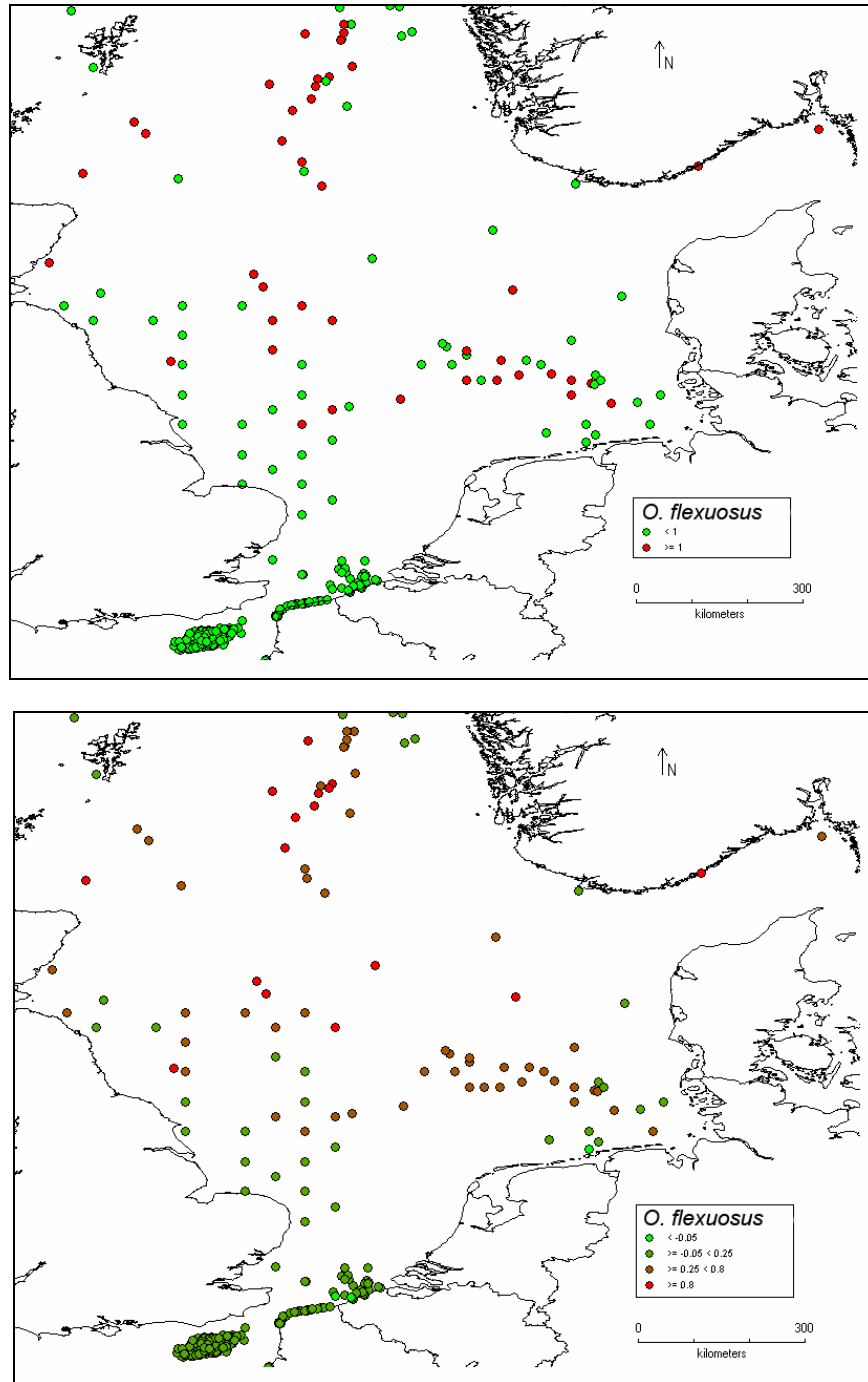 N
O. flexuosus
< 1
>= 1
0 300
kilometers
N
O. flexuosus
< -0.05
>= -0.05 < 0.25
>= 0.25 < 0.8
>= 0.8
0 300
kilometers